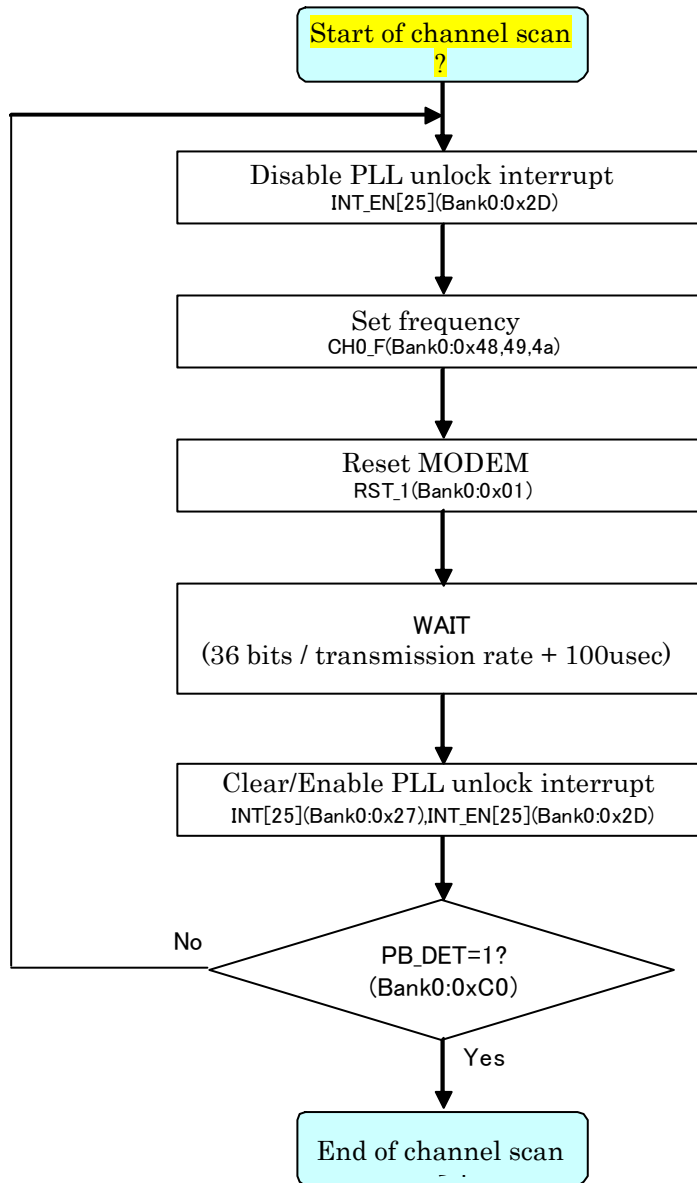 Start of channel scan
?
Disable PLL unlock interrupt
INT_EN[25](Bank0:0x2D)
Set frequency
CH0_F(Bank0:0x48,49,4a)
Reset MODEM
RST_1(Bank0:0x01)
WAIT
(36 bits / transmission rate + 100usec)
Clear/Enable PLL unlock interrupt
INT[25](Bank0:0x27),INT_EN[25](Bank0:0x2D)
No
PB_DET=1?
(Bank0:0xC0)
Yes
End of channel scan